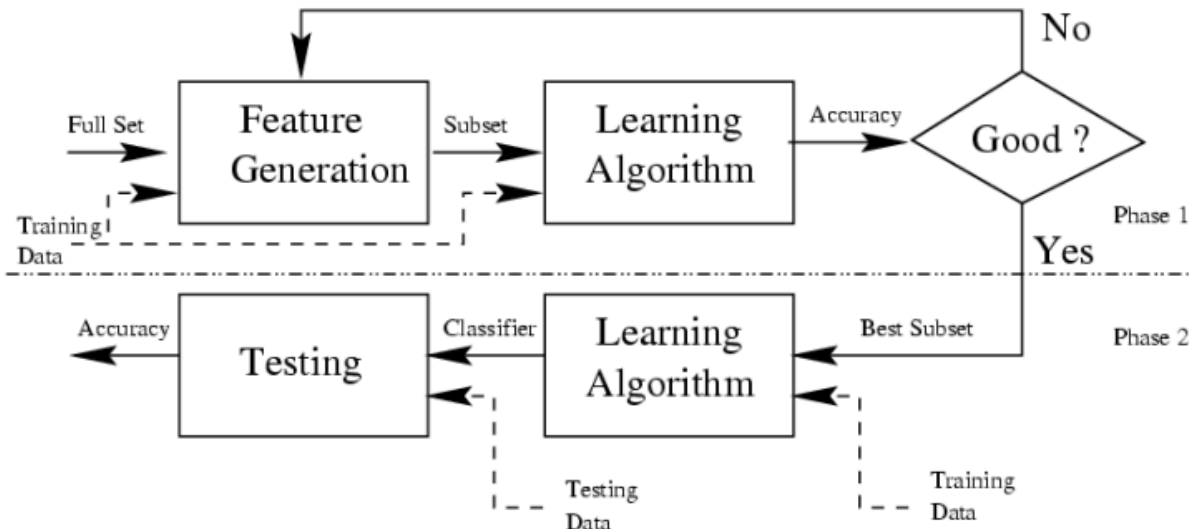 No
Full Set
Feature
Generation
Subset
Learning
Algorithm
Accuracy
Good ?
Training
Data
Phase 1
Yes
Accuracy
Testing
Classifier
Learning
Algorithm
Best Subset
Phase 2
Testing
Data
Training
Data